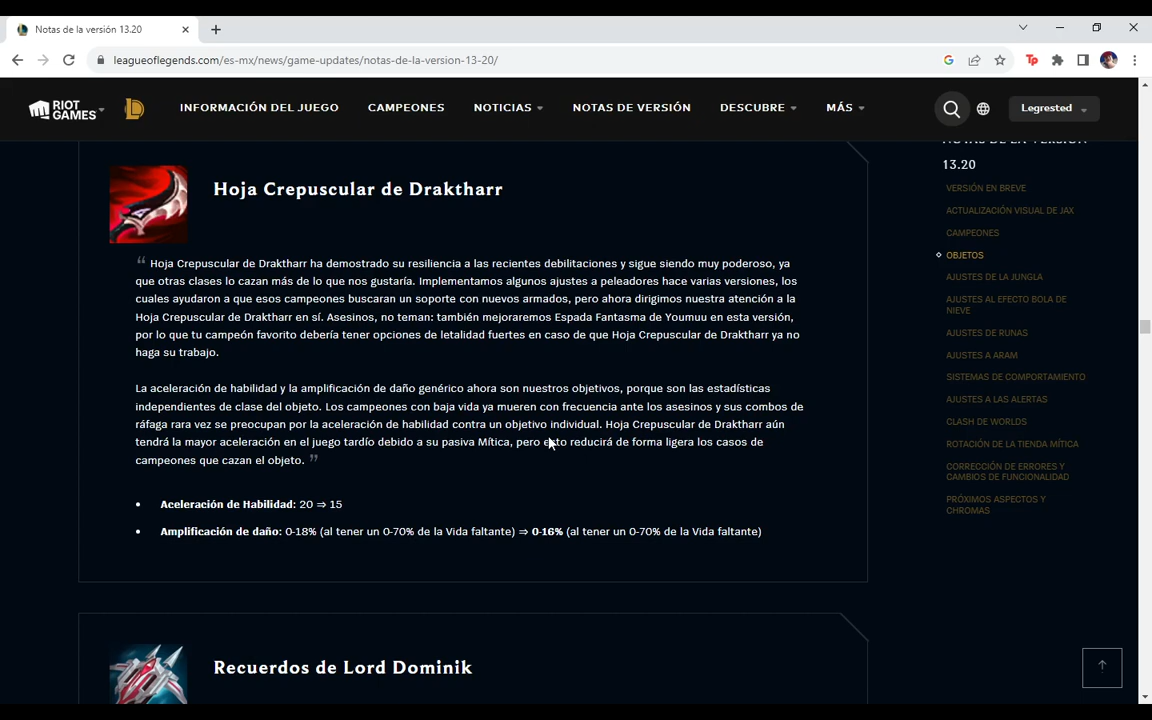 Notas de la versión 13.20
leagueoflegends.com/es-mx/news/game-updates/notas-de-la-version-13-20/
RIOT GAMES
INFORMACIÓN DEL JUEGO
CAMPEONES
NOTICIAS
NOTAS DE VERSIÓN
DESCUBRE
MÁS
Legrested
Hoja Crepuscular de Draktharr
“ Hoja Crepuscular de Draktharr ha demostrado su resiliencia a las recientes debilitaciones y sigue siendo muy poderoso, ya
que otras clases lo cazan más de lo que nos gustaría. Implementamos algunos ajustes a peleadores hace varias versiones, los
cuales ayudaron a que esos campeones buscaran un soporte con nuevos armados, pero ahora dirigimos nuestra atención a la
Hoja Crepuscular de Draktharr en sí. Asesinos, no teman: también mejoraremos Espada Fantasma de Youmuu en esta versión,
por lo que tu campeón favorito debería tener opciones de letalidad fuertes en caso de que Hoja Crepuscular de Draktharr ya no
haga su trabajo.
La aceleración de habilidad y la amplificación de daño genérico ahora son nuestros objetivos, porque son las estadísticas
independientes de clase del objeto. Los campeones con baja vida ya mueren con frecuencia ante los asesinos y sus combos de
ráfaga rara vez se preocupan por la aceleración de habilidad contra un objetivo individual. Hoja Crepuscular de Draktharr aún
tendrá la mayor aceleración en el juego tardío debido a su pasiva Mítica, pero esto reducirá de forma ligera los casos de
campeones que cazan el objeto. ”
• Aceleración de Habilidad: 20 ⇒ 15
• Amplificación de daño: 0-18% (al tener un 0-70% de la Vida faltante) ⇒ 0-16% (al tener un 0-70% de la Vida faltante)
Recuerdos de Lord Dominik
NOTAS DE LA VERSIÓN
13.20
VERSIÓN EN BREVE
ACTUALIZACIÓN VISUAL DE JAX
CAMPEONES
OBJETOS
AJUSTES DE LA JUNGLA
AJUSTES AL EFECTO BOLA DE
NIEVE
AJUSTES DE RUNAS
AJUSTES A ARAM
SISTEMAS DE COMPORTAMIENTO
AJUSTES A LAS ALERTAS
CLASH DE WORLDS
ROTACIÓN DE LA TIENDA MÍTICA
CORRECCIÓN DE ERRORES Y
CAMBIOS DE FUNCIONALIDAD
PRÓXIMOS ASPECTOS Y
CHROMAS